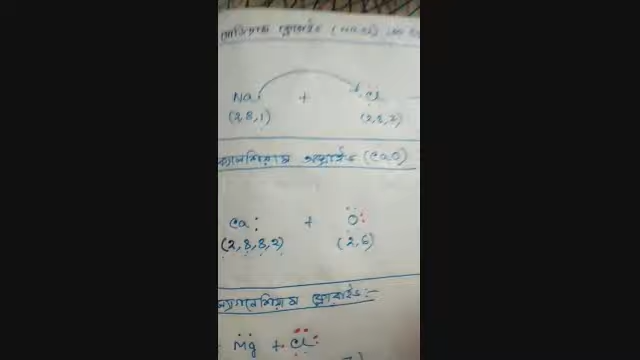 সোডিয়াম ক্লোরাইড (NaCl)
Na + Cl
(2,8,1) (2,8,7)
ক্যালশিয়াম অক্সাইড (CaO)
Ca: + O:
(2,8,8,2) (2,6)
ম্যাগনেশিয়াম ক্লোরাইড:-
Mg + Cl: